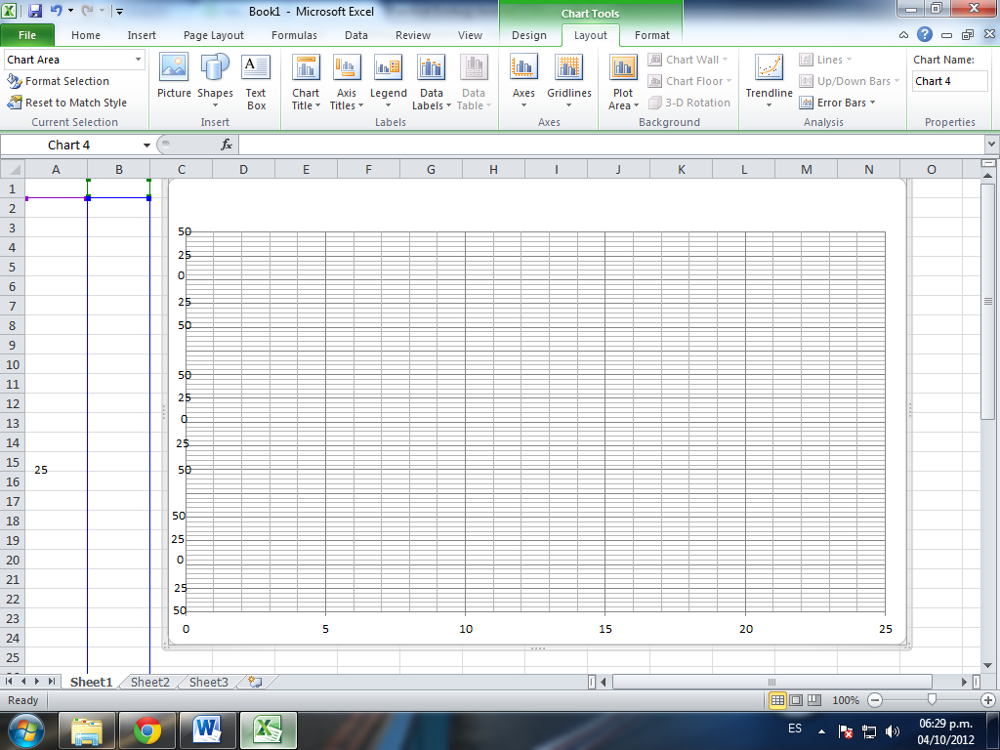 Book1 - Microsoft Excel
Chart Tools
File Home Insert Page Layout Formulas Data Review View Design Layout Format
Chart Area
Format Selection
Reset to Match Style
Current Selection
Picture Shapes Text Box
Insert
Chart Title Axis Titles Legend Data Labels Data Table
Labels
Axes Gridlines
Axes
Plot Area
Chart Wall
Chart Floor
3-D Rotation
Background
Trendline
Lines
Up/Down Bars
Error Bars
Analysis
Chart Name:
Chart 4
Properties
Chart 4 fx
A B C D E F G H I J K L M N O
1
2
3
4
5
6
7
8
9
10
11
12
13
14
15
16
17
18
19
20
21
22
23
24
25
25
50
25
0
25
50
50
25
0
25
50
50
25
0
25
50
0 5 10 15 20 25
Sheet1 Sheet2 Sheet3
Ready
100%
ES
06:29 p.m.
04/10/2012